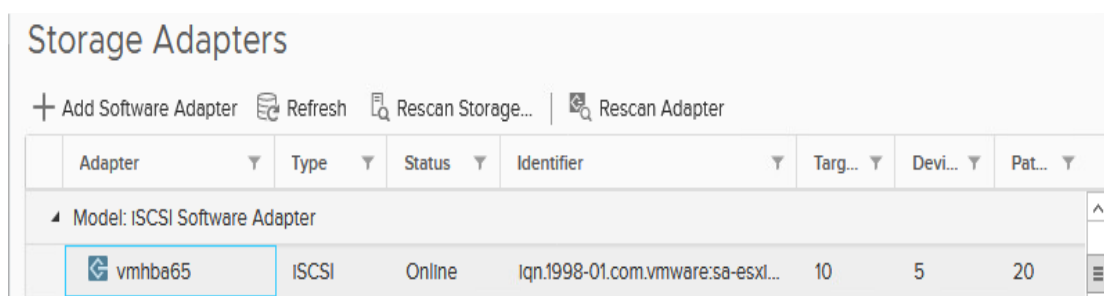 Storage Adapters
Add Software Adapter Refresh Rescan Storage... Rescan Adapter
Adapter Type Status Identifier Targ... Devi... Pat...
Model: iSCSI Software Adapter
vmhba65 iSCSI Online iqn.1998-01.com.vmware:sa-esxi... 10 5 20